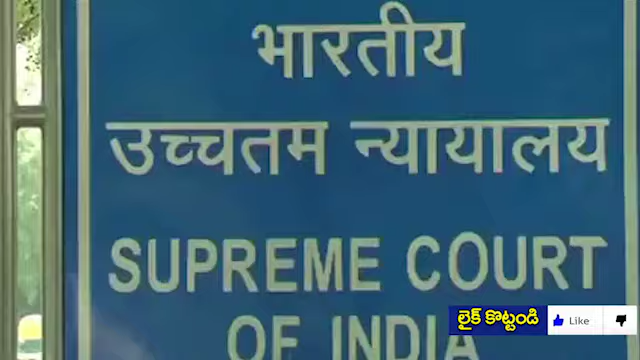 भारतीय
उच्चतम न्यायालय
SUPREME COURT
OF INDIA
లైక్ కొట్టండి Like